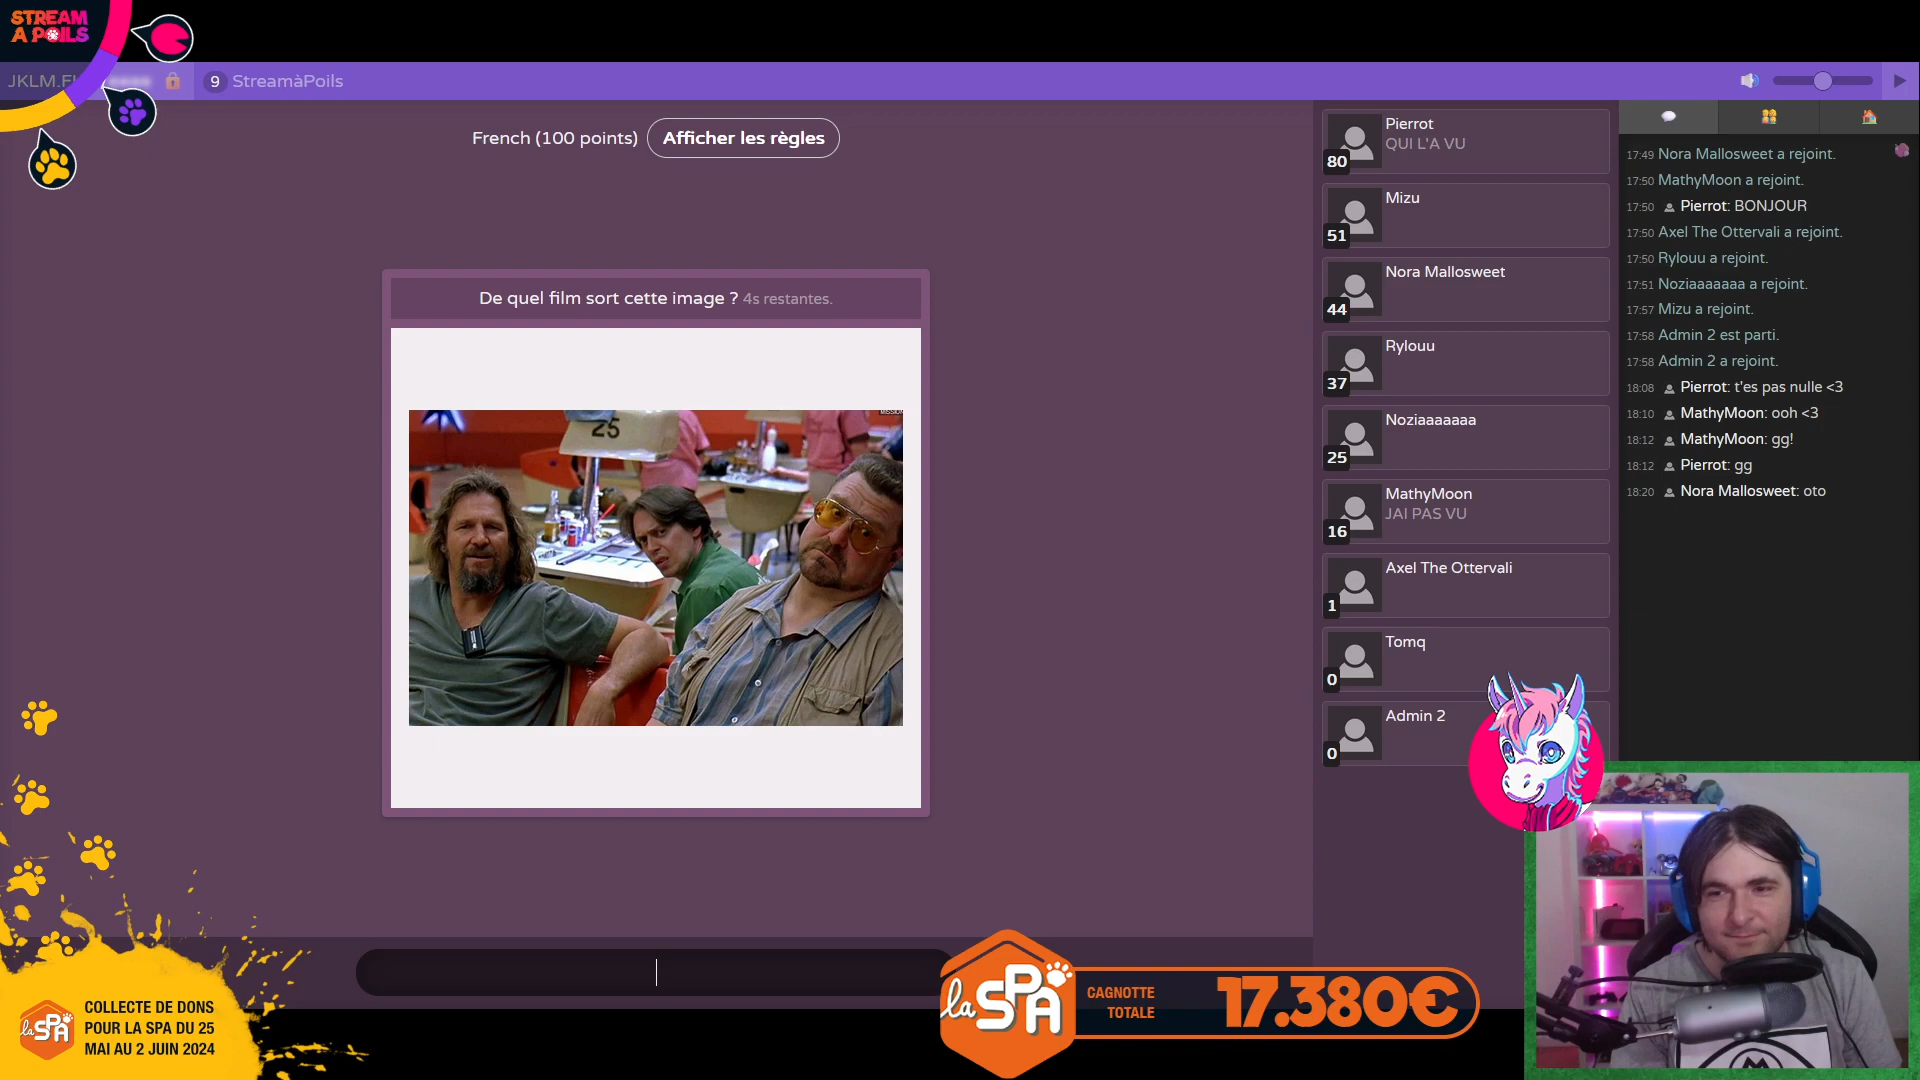 STREAM
A POILS
JKLM.F
9 StreamàPoils
French (100 points) Afficher les règles
De quel film sort cette image ? 4s restantes.
25
Pierrot
QUI L'A VU
80
Mizu
51
Nora Mallosweet
44
Rylouu
37
Noziaaaaaaa
25
MathyMoon
JAI PAS VU
16
Axel The Ottervali
1
Tomq
0
Admin 2
0
17:49 Nora Mallosweet a rejoint.
17:50 MathyMoon a rejoint.
17:50 Pierrot: BONJOUR
17:50 Axel The Ottervali a rejoint.
17:50 Rylouu a rejoint.
17:51 Noziaaaaaaa a rejoint.
17:57 Mizu a rejoint.
17:58 Admin 2 est parti.
17:58 Admin 2 a rejoint.
18:08 Pierrot: t'es pas nulle <3
18:10 MathyMoon: ooh <3
18:12 MathyMoon: gg!
18:12 Pierrot: gg
18:20 Nora Mallosweet: oto
la SPA
COLLECTE DE DONS
POUR LA SPA DU 25
MAI AU 2 JUIN 2024
la SPA
CAGNOTTE
TOTALE
17.380€